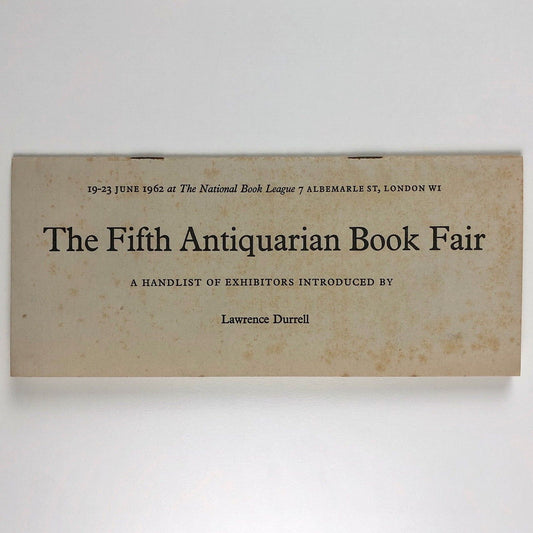 19-23 JUNE 1962 at The National Book League 7 ALBEMARLE ST, LONDON W1
The Fifth Antiquarian Book Fair
A HANDLIST OF EXHIBITORS INTRODUCED BY
Lawrence Durrell